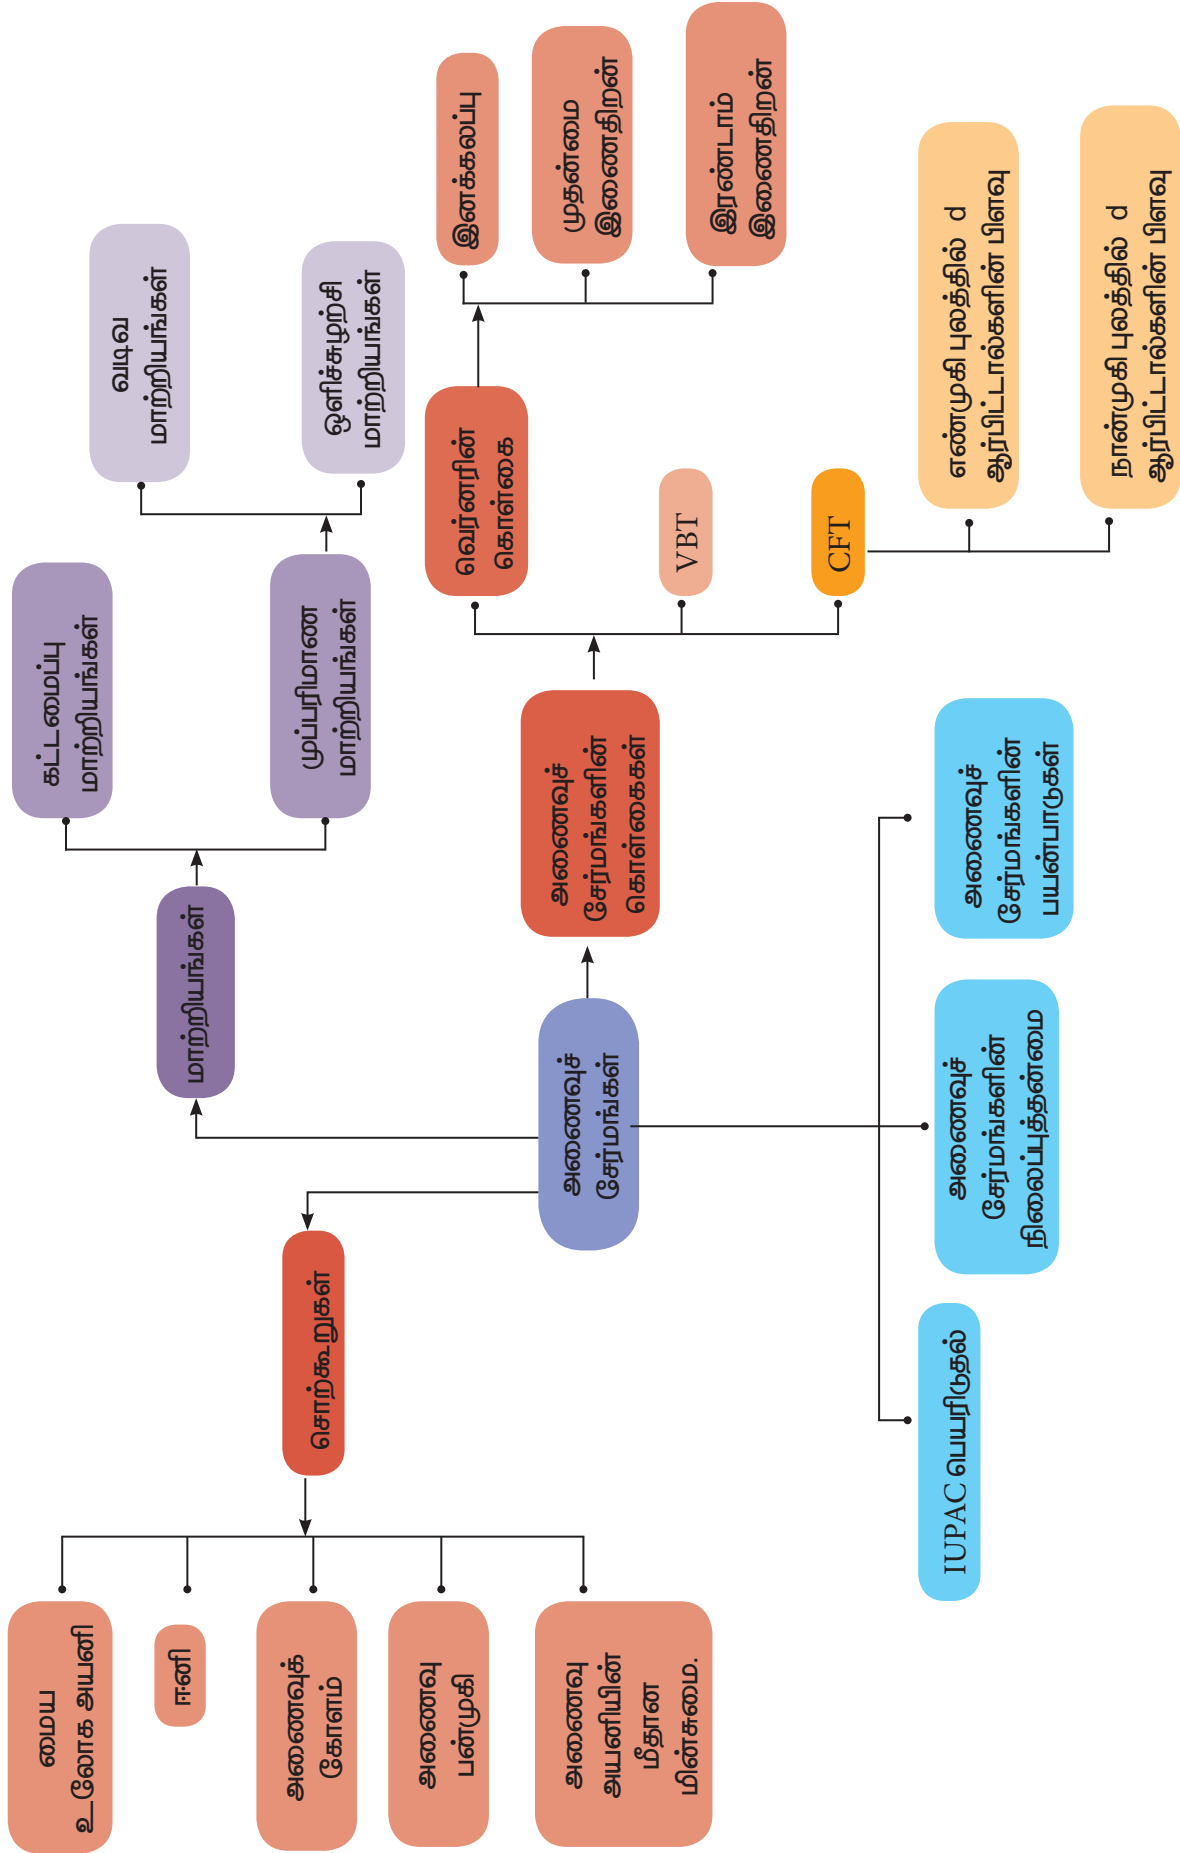 அணைவுச்
சேர்மங்கள்
சொற்கூறுகள்
மைய
உலோக அயனி
ஈனி
அணைவுக்
கோளம்
அணைவு
பன்முகி
அணைவு
அயனியின்
மீதான
மின்சுமை.
மாற்றியங்கள்
கட்டமைப்பு
மாற்றியங்கள்
முப்பரிமாண
மாற்றியங்கள்
வடிவ
மாற்றியங்கள்
ஒளிச்சுழற்சி
மாற்றியங்கள்
அணைவுச்
சேர்மங்களின்
கொள்கைகள்
வெர்னரின்
கொள்கை
இனக்கலப்பு
முதன்மை
இணைதிறன்
இரண்டாம்
இணைதிறன்
VBT
CFT
எண்முகி புலத்தில் d
ஆர்பிட்டால்களின் பிளவு
நான்முகி புலத்தில் d
ஆர்பிட்டால்களின் பிளவு
IUPAC பெயரிடுதல்
அணைவுச்
சேர்மங்களின்
நிலைப்புத்தன்மை
அணைவுச்
சேர்மங்களின்
பயன்பாடுகள்